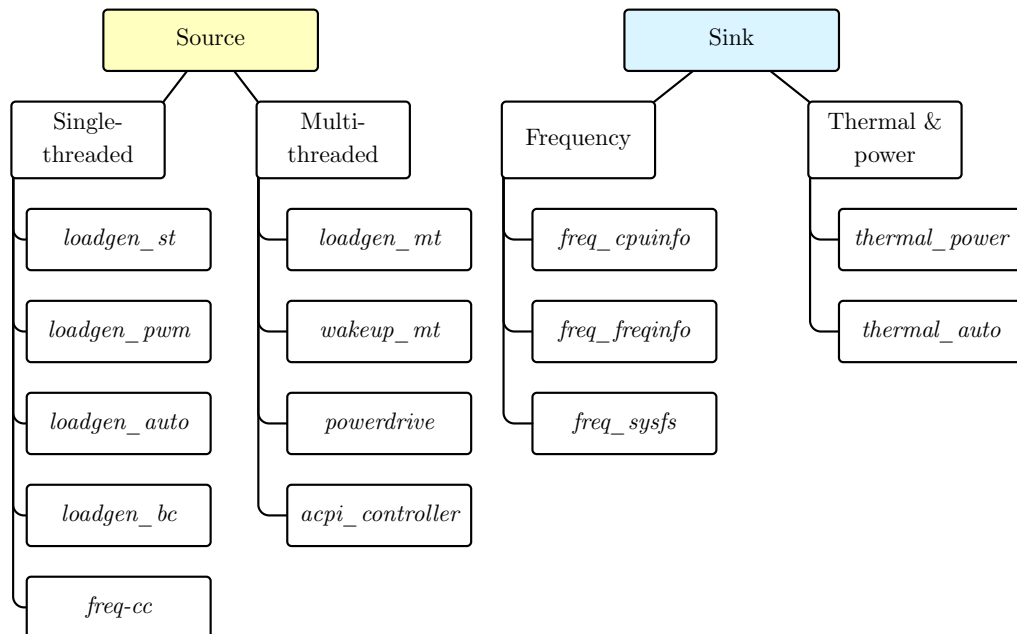 Source
Single-
threaded
loadgen_st
loadgen_pwm
loadgen_auto
loadgen_bc
freq-cc
Multi-
threaded
loadgen_mt
wakeup_mt
powerdrive
acpi_controller
Sink
Frequency
freq_cpuinfo
freq_freqinfo
freq_sysfs
Thermal &
power
thermal_power
thermal_auto